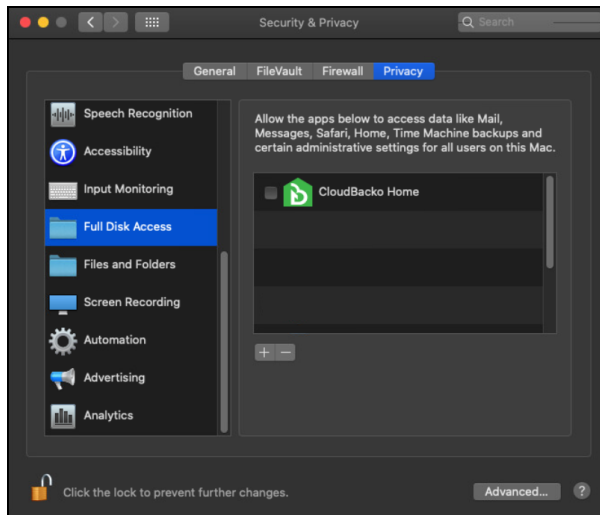 Security & Privacy
Search
General
FileVault
Firewall
Privacy
Speech Recognition
Accessibility
Input Monitoring
Full Disk Access
Files and Folders
Screen Recording
Automation
Advertising
Analytics
Allow the apps below to access data like Mail,
Messages, Safari, Home, Time Machine backups and
certain administrative settings for all users on this Mac.
CloudBacko Home
+ −
Click the lock to prevent further changes.
Advanced...
?